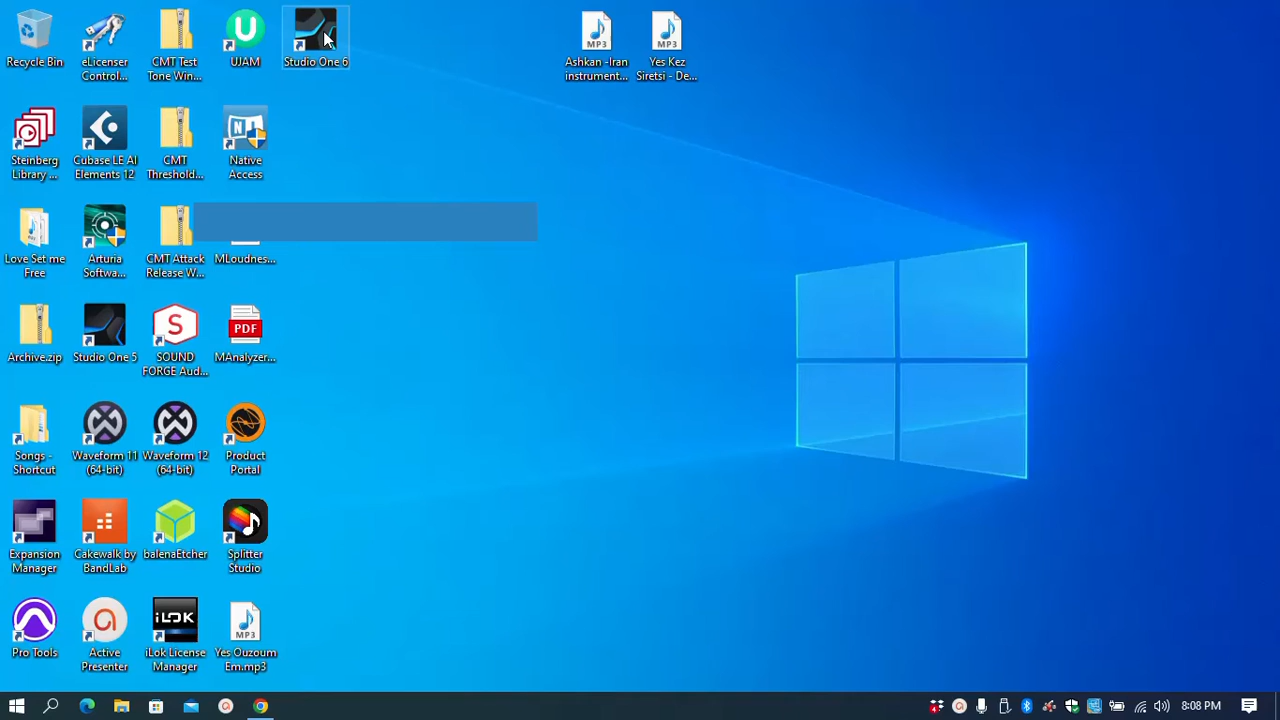 Recycle Bin
eLicenser
Control...
CMT Test
Tone Win...
UJAM
Studio One 6
MP3
Ashkan -Iran
instrument...
MP3
Yes Kez
Siretsi - De...
Steinberg
Library ...
Cubase LE AI
Elements 12
CMT
Threshold...
Native
Access
Love Set me
Free
Arturia
Softwa...
CMT Attack
Release W...
MLoudnes...
Archive.zip
Studio One 5
SOUND
FORGE Aud...
PDF
MAnalyzer...
Songs -
Shortcut
Waveform 11
(64-bit)
Waveform 12
(64-bit)
Product
Portal
Expansion
Manager
Cakewalk by
BandLab
balenaEtcher
Splitter
Studio
Pro Tools
Active
Presenter
iLOK
iLok License
Manager
MP3
Yes Ouzoum
Em.mp3
8:08 PM